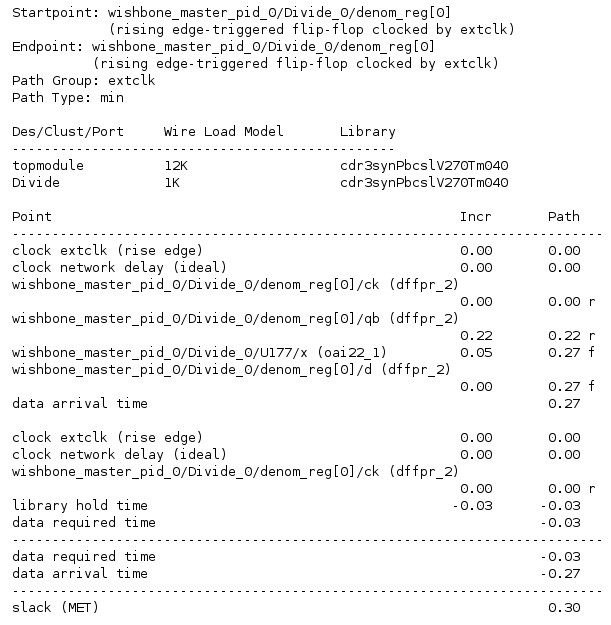 Startpoint: wishbone_master_pid_0/Divide_0/denom_reg[0]
(rising edge-triggered flip-flop clocked by extclk)
Endpoint: wishbone_master_pid_0/Divide_0/denom_reg[0]
(rising edge-triggered flip-flop clocked by extclk)
Path Group: extclk
Path Type: min
Des/Clust/Port     Wire Load Model       Library
------------------------------------------------
topmodule          12K                   cdr3synPbcslV270Tm040
Divide             1K                    cdr3synPbcslV270Tm040
Point                                                   Incr       Path
-----------------------------------------------------------------------------
clock extclk (rise edge)                                0.00       0.00
clock network delay (ideal)                             0.00       0.00
wishbone_master_pid_0/Divide_0/denom_reg[0]/ck (dffpr_2)
                                                        0.00       0.00 r
wishbone_master_pid_0/Divide_0/denom_reg[0]/qb (dffpr_2)
                                                        0.22       0.22 r
wishbone_master_pid_0/Divide_0/U177/x (oai22_1)         0.05       0.27 f
wishbone_master_pid_0/Divide_0/denom_reg[0]/d (dffpr_2)
                                                        0.00       0.27 f
data arrival time                                                  0.27
clock extclk (rise edge)                                0.00       0.00
clock network delay (ideal)                             0.00       0.00
wishbone_master_pid_0/Divide_0/denom_reg[0]/ck (dffpr_2)
                                                        0.00       0.00 r
library hold time                                      -0.03      -0.03
data required time                                                -0.03
-----------------------------------------------------------------------------
data required time                                                -0.03
data arrival time                                                 -0.27
-----------------------------------------------------------------------------
slack (MET)                                                        0.30